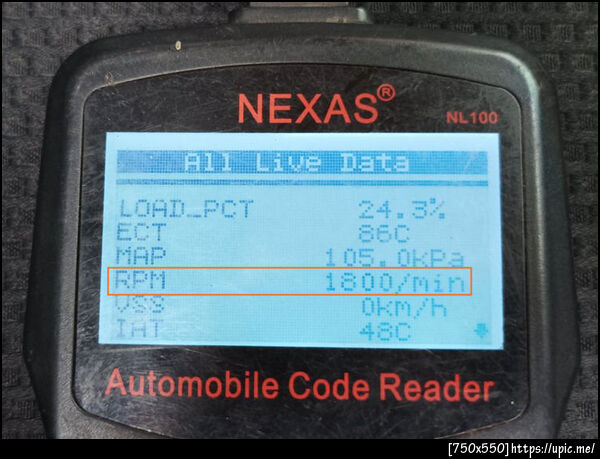 NEXAS®
NL100
All Live Data
LOAD_PCT 24.3%
ECT 86C
MAP 105.0kPa
RPM 1800/min
VSS 0km/h
IAT 48C
Automobile Code Reader
[750x550]https://upic.me/